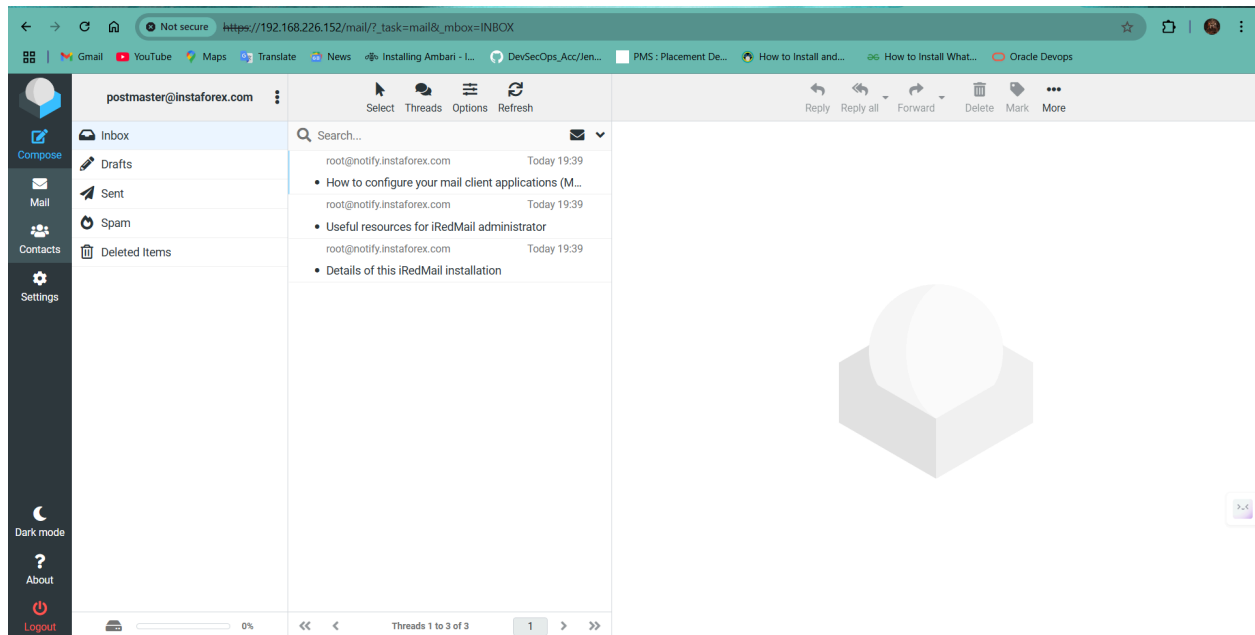 Not secure https://192.168.226.152/mail/?_task=mail&_mbox=INBOX
Gmail YouTube Maps Translate News Installing Ambari - I... DevSecOps_Acc/Jen... PMS : Placement De... How to Install and... How to Install What... Oracle Devops
postmaster@instaforex.com
Select Threads Options Refresh
Reply Reply all Forward Delete Mark More
Compose
Mail
Contacts
Settings
Dark mode
About
Logout
Inbox
Drafts
Sent
Spam
Deleted Items
0%
Search...
root@notify.instaforex.com Today 19:39
• How to configure your mail client applications (M...
root@notify.instaforex.com Today 19:39
• Useful resources for iRedMail administrator
root@notify.instaforex.com Today 19:39
• Details of this iRedMail installation
Threads 1 to 3 of 3 1